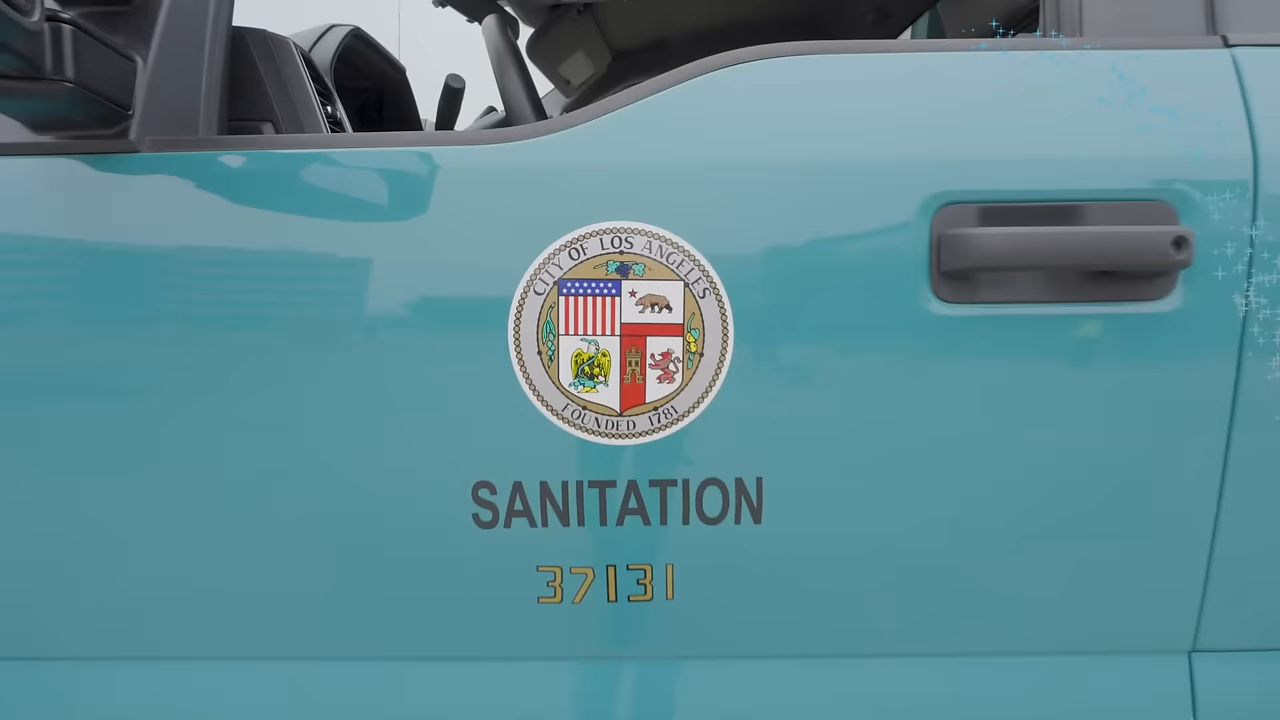 CITY OF LOS ANGELES
FOUNDED 1781
SANITATION
37131